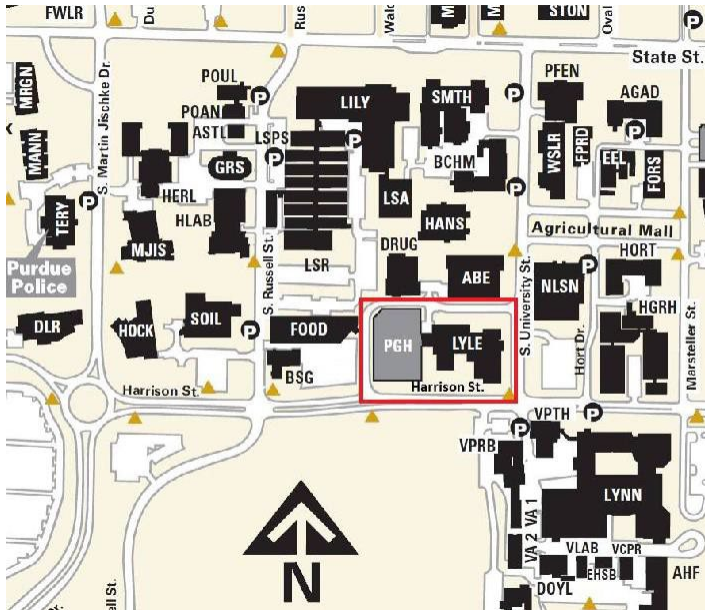 FWLR
Du
Rus
Wald
STON
Oval
P
State St.
MRGN
POUL
P
POAN
ASTL
LSPS
P
LILY
SMTH
P
PFEN
AGAD
P
MANN
S. Martin Jischke Dr.
GRS
P
BCHM
P
WSLR
FPRD
EEL
FORS
HERL
HLAB
LSA
HANS
TERY
P
MJIS
S. Russell St.
LSR
DRUG
ABE
S. University St.
Agricultural Mall
Purdue
Police
NLSN
P
HORT
HGRH
DLR
HOCK
SOIL
P
FOOD
BSG
PGH
LYLE
Hort Dr.
Marsteller St.
Harrison St.
Harrison St.
VPTH
P
P
VPRB
LYNN
VA 1
VA 2
VLAB
VCPR
EHSB
AHF
DOYL
N
ell St.